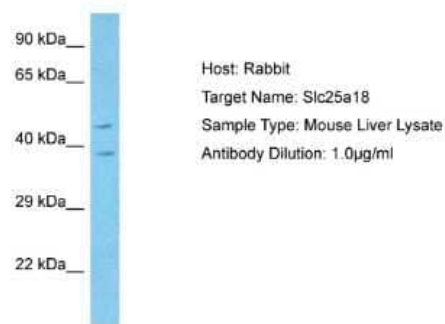 90 kDa
65 kDa
40 kDa
29 kDa
22 kDa
Host: Rabbit
Target Name: Slc25a18
Sample Type: Mouse Liver Lysate
Antibody Dilution: 1.0µg/ml